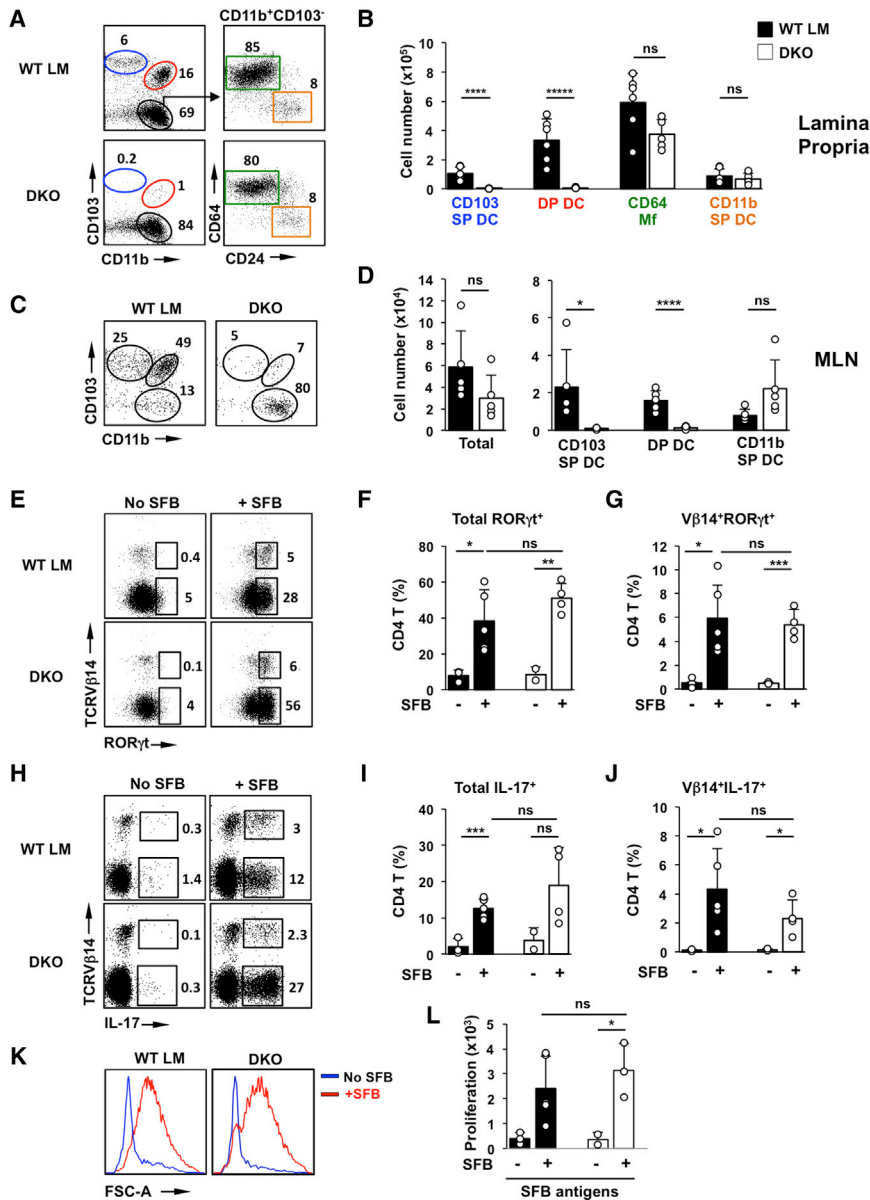 A
CD11b+CD103-
WT LM
6
16
69
85
8
DKO
0.2
1
84
80
8
CD103
CD11b
CD64
CD24
B
WT LM
DKO
Cell number (x10⁵)
10
8
6
4
2
0
****
*****
ns
ns
CD103 SP DC
DP DC
CD64 Mf
CD11b SP DC
Lamina
Propria
C
WT LM
DKO
25
49
13
5
7
80
CD103
CD11b
D
Cell number (x10⁴)
14
12
10
8
6
4
2
0
ns
Total
8
6
4
2
0
*
****
ns
CD103 SP DC
DP DC
CD11b SP DC
MLN
E
No SFB
+ SFB
WT LM
0.4
5
5
28
DKO
0.1
4
6
56
TCRVβ14
RORγt
F
Total RORγt+
CD4 T (%)
80
60
40
20
0
*
ns
**
SFB
-
+
-
+
G
Vβ14+RORγt+
CD4 T (%)
12
10
8
6
4
2
0
*
ns
***
SFB
-
+
-
+
H
No SFB
+ SFB
WT LM
0.3
1.4
3
12
DKO
0.1
0.3
2.3
27
TCRVβ14
IL-17
I
Total IL-17+
CD4 T (%)
40
30
20
10
0
***
ns
ns
SFB
-
+
-
+
J
Vβ14+IL-17+
CD4 T (%)
10
8
6
4
2
0
*
ns
*
SFB
-
+
-
+
K
WT LM
DKO
No SFB
+SFB
FSC-A
L
Proliferation (x10³)
5
4
3
2
1
0
ns
*
SFB
-
+
-
+
SFB antigens